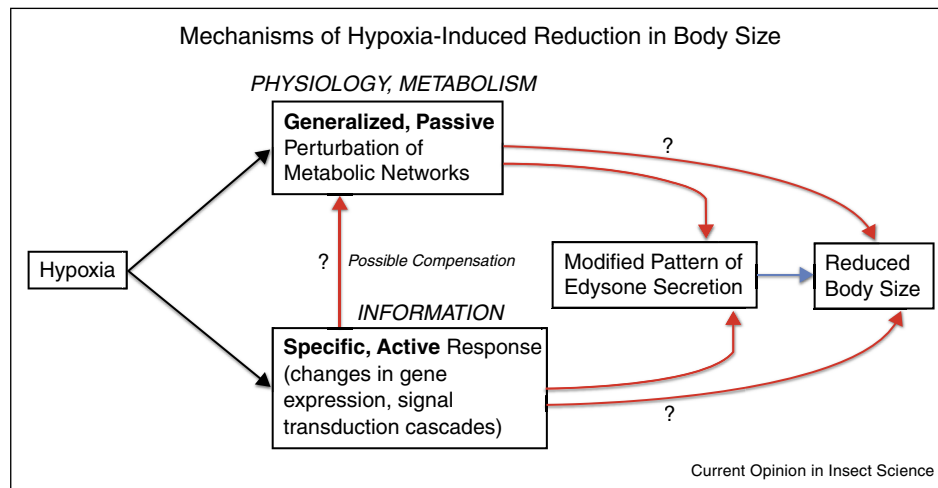 Mechanisms of Hypoxia-Induced Reduction in Body Size
PHYSIOLOGY, METABOLISM
Generalized, Passive
Perturbation of
Metabolic Networks
?
Hypoxia
?
Possible Compensation
Modified Pattern of
Edysone Secretion
Reduced
Body Size
INFORMATION
Specific, Active Response
(changes in gene
expression, signal
transduction cascades)
?
Current Opinion in Insect Science